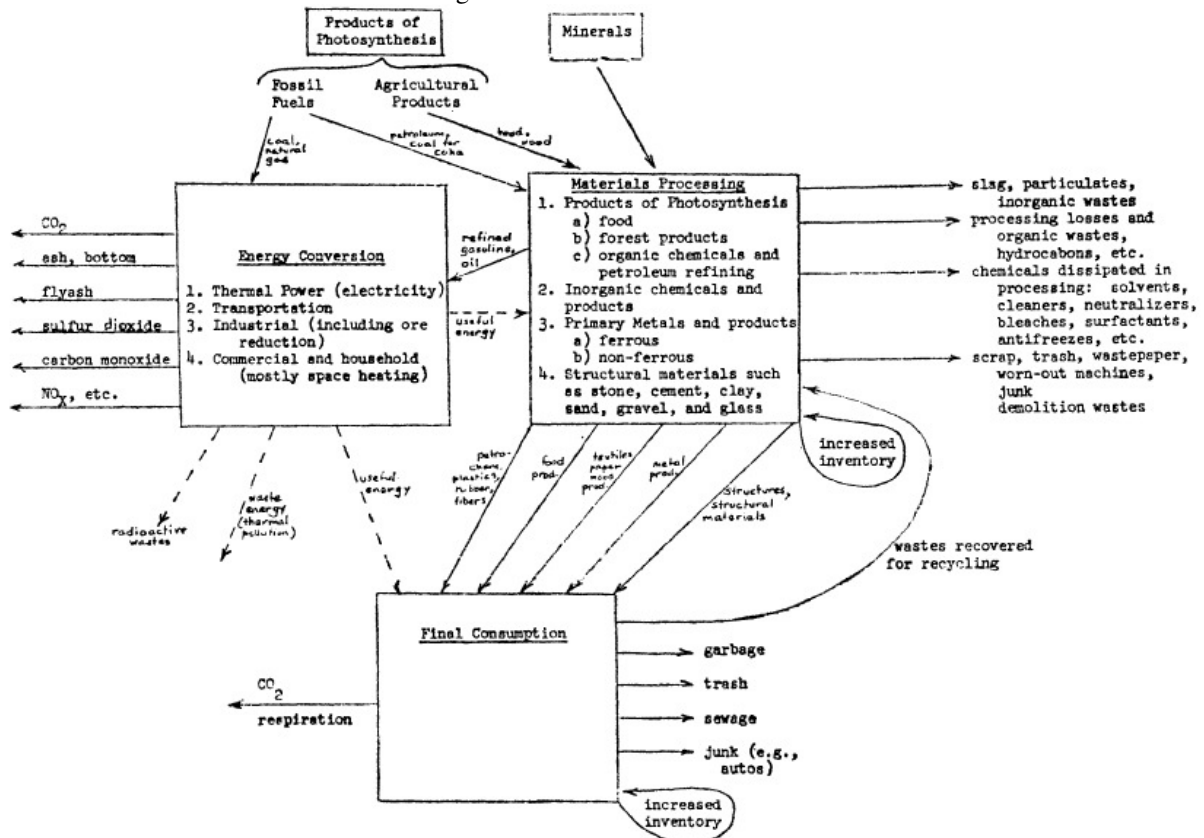 Products of
Photosynthesis
Minerals
Fossil
Fuels
Agricultural
Products
coal,
natural
gas
petroleum,
coal for
coke
food,
wood
Energy Conversion
1. Thermal Power (electricity)
2. Transportation
3. Industrial (including ore
reduction)
4. Commercial and household
(mostly space heating)
CO2
ash, bottom
flyash
sulfur dioxide
carbon monoxide
NOX, etc.
refined
gasoline,
oil
useful
energy
Materials Processing
1. Products of Photosynthesis
a) food
b) forest products
c) organic chemicals and
petroleum refining
2. Inorganic chemicals and
products
3. Primary Metals and products
a) ferrous
b) non-ferrous
4. Structural materials such
as stone, cement, clay,
sand, gravel, and glass
slag, particulates,
inorganic wastes
processing losses and
organic wastes,
hydrocabons, etc.
chemicals dissipated in
processing: solvents,
cleaners, neutralizers,
bleaches, surfactants,
antifreezes, etc.
scrap, trash, wastepaper,
worn-out machines,
junk
demolition wastes
increased
inventory
radioactive
wastes
waste
energy
(thermal
pollution)
useful
energy
petro-
chem,
plastics,
rubber,
fibers
food
prod.
textiles
paper
wood
prod.
metal
prod.
structures,
structural
materials
wastes recovered
for recycling
Final Consumption
CO2
respiration
garbage
trash
sewage
junk (e.g.,
autos)
increased
inventory